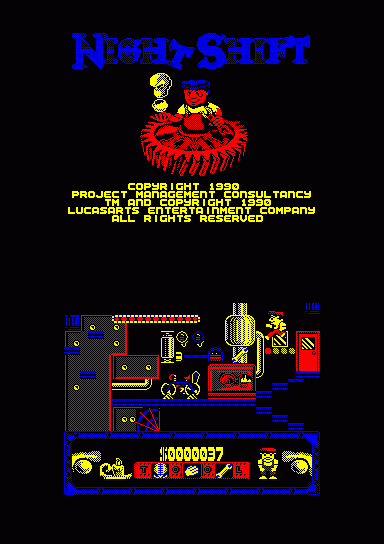 NIGHT SHIFT
COPYRIGHT 1990
PROJECT MANAGEMENT CONSULTANCY
TM AND COPYRIGHT 1990
LUCASARTS ENTERTAINMENT COMPANY
ALL RIGHTS RESERVED
$0000037